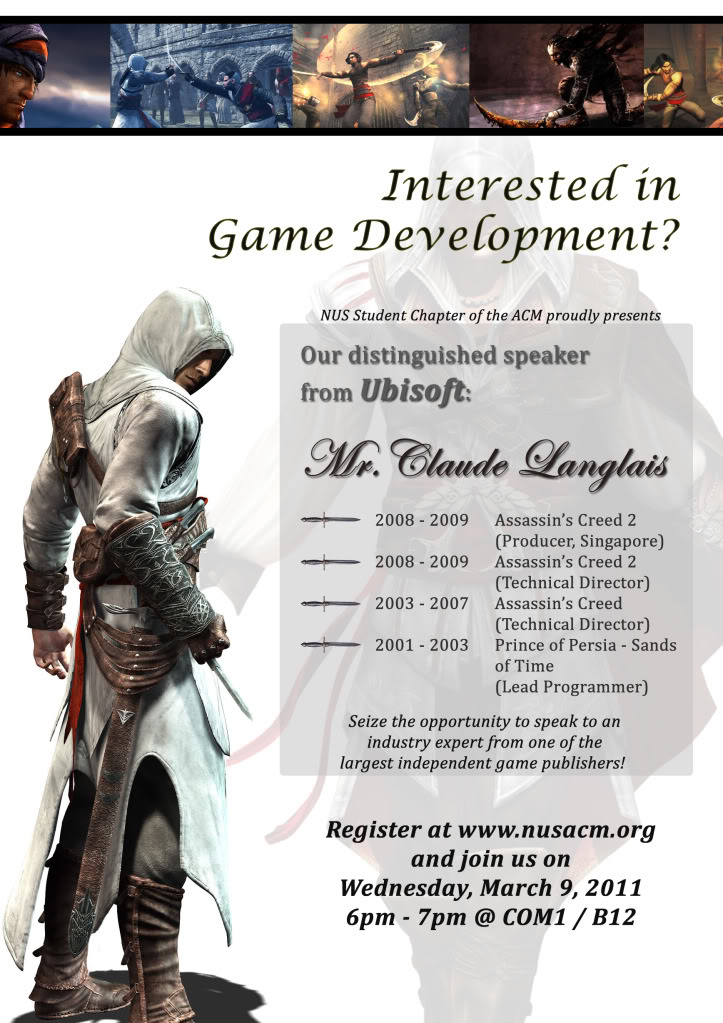 Interested in
Game Development?
NUS Student Chapter of the ACM proudly presents
Our distinguished speaker
from Ubisoft:
Mr. Claude Langlais
2008 - 2009 Assassin's Creed 2
(Producer, Singapore)
2008 - 2009 Assassin's Creed 2
(Technical Director)
2003 - 2007 Assassin's Creed
(Technical Director)
2001 - 2003 Prince of Persia - Sands
of Time
(Lead Programmer)
Seize the opportunity to speak to an
industry expert from one of the
largest independent game publishers!
Register at www.nusacm.org
and join us on
Wednesday, March 9, 2011
6pm - 7pm @ COM1 / B12